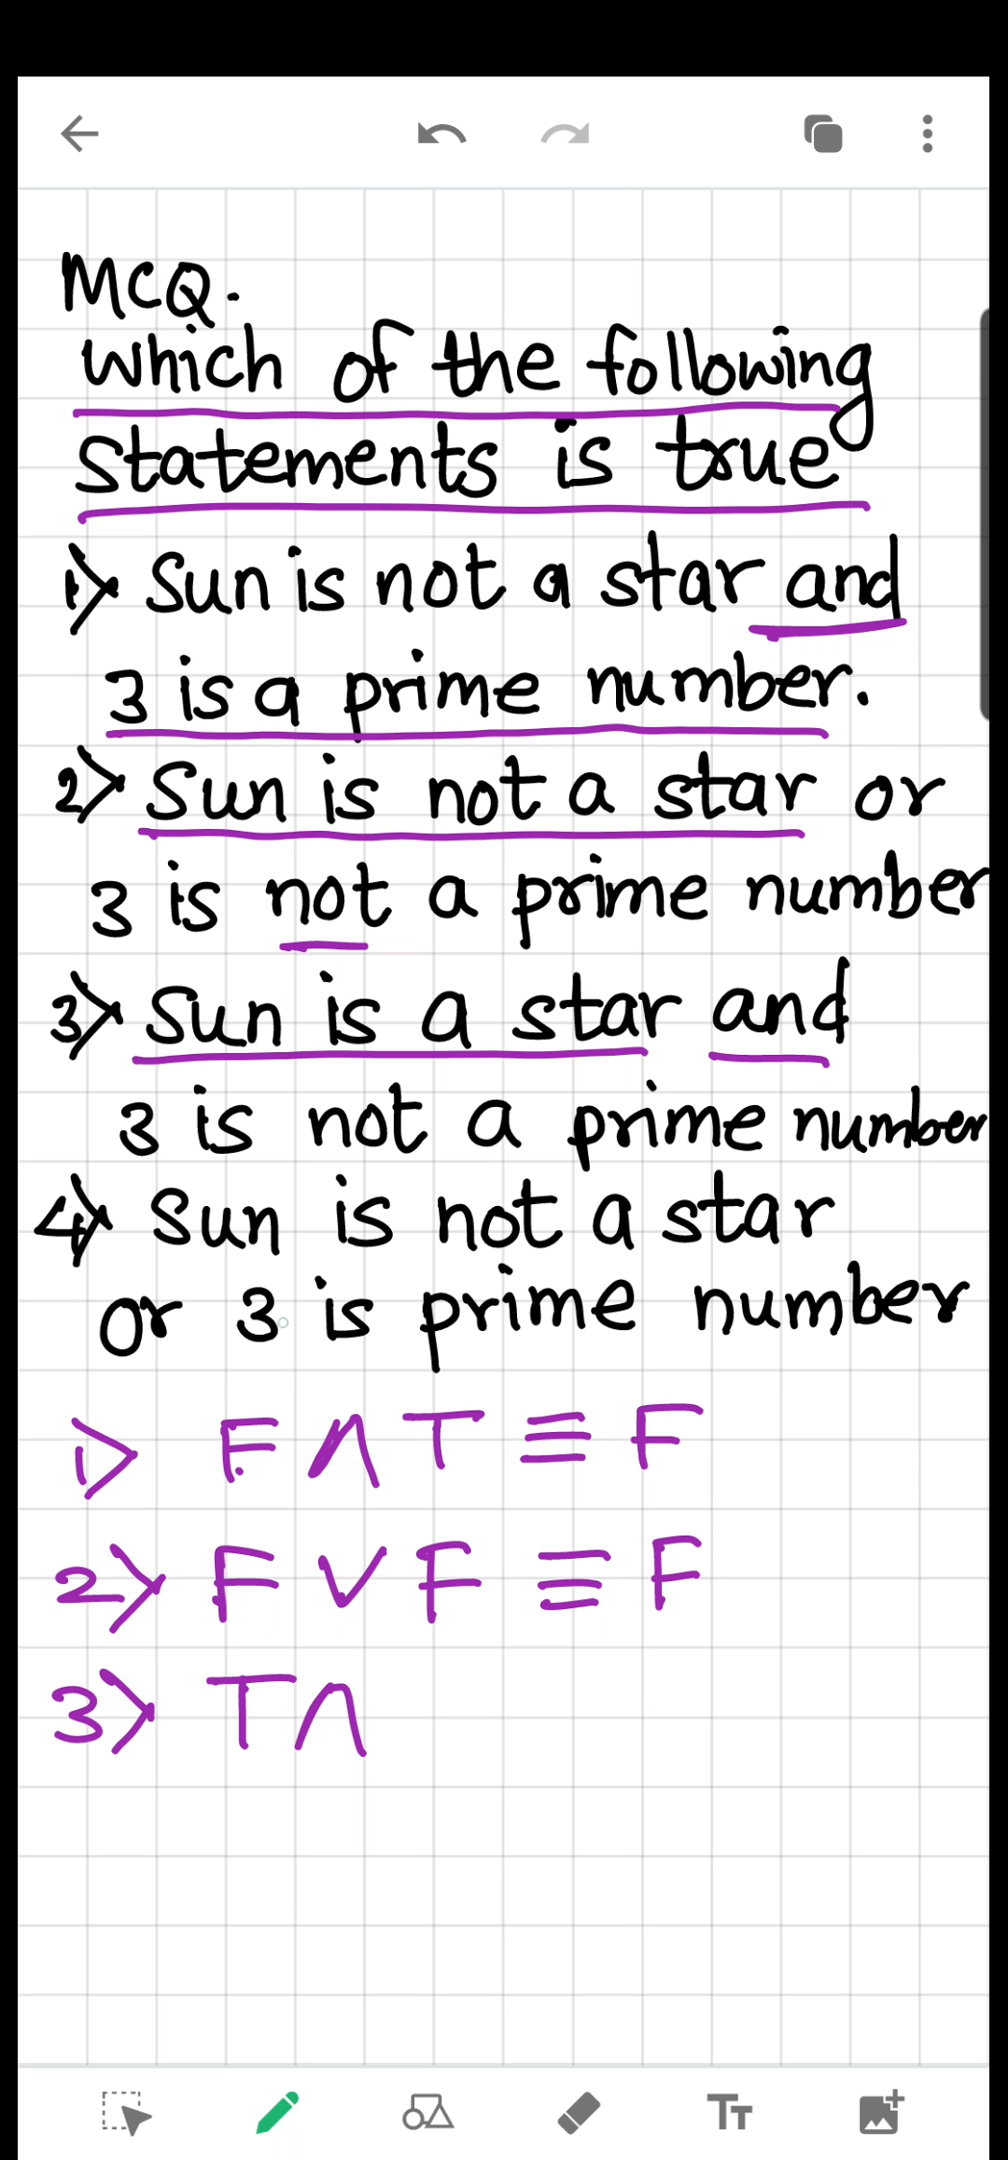 MCQ.
which of the following
statements is true
1> Sun is not a star and
3 is a prime number.
2> Sun is not a star or
3 is not a prime number
3> Sun is a star and
3 is not a prime number
4> Sun is not a star
or 3 is prime number
1> F ∧ T ≡ F
2> F ∨ F ≡ F
3> T ∧
TT